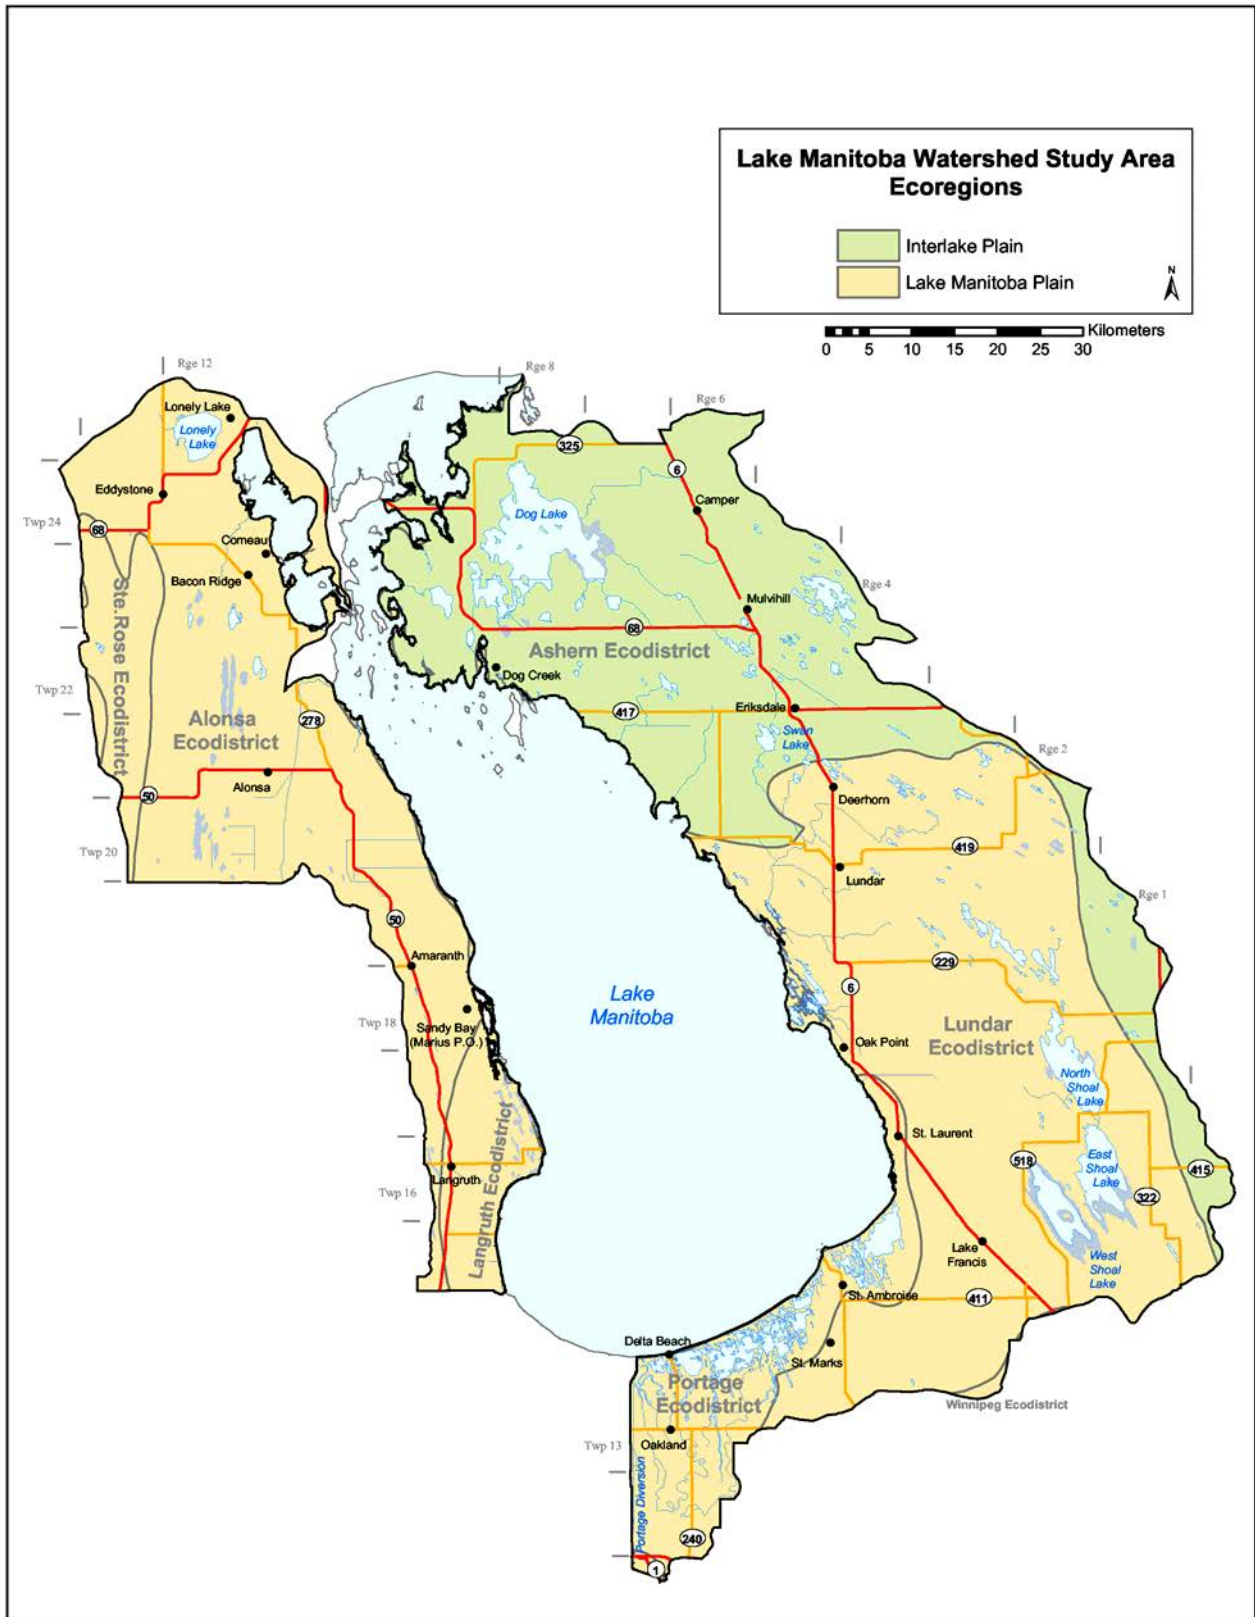 Lake Manitoba Watershed Study Area
Ecoregions
Interlake Plain
Lake Manitoba Plain
N
Kilometers
0 5 10 15 20 25 30
Rge 12
Rge 8
Rge 6
Lonely Lake
Lonely
Lake
325
6
Eddystone
Camper
Dog Lake
Twp 24
68
Comeau
Bacon Ridge
Rge 4
Mulvihill
68
Ste.Rose Ecodistrict
Ashern Ecodistrict
Dog Creek
Twp 22
417
Eriksdale
Alonsa
Ecodistrict
278
Swan
Lake
Rge 2
50
Alonsa
Deerhorn
Twp 20
419
Lundar
Rge 1
50
Amaranth
229
6
Lake
Manitoba
Sandy Bay
(Marius P.O.)
Twp 18
Lundar
Ecodistrict
Oak Point
North
Shoal
Lake
Langruth Ecodistrict
St. Laurent
518
East
Shoal
Lake
415
Langruth
Twp 16
322
Lake
Francis
West
Shoal
Lake
St. Ambroise
411
Delta Beach
St. Marks
Portage
Ecodistrict
Winnipeg Ecodistrict
Oakland
Twp 13
Portage Diversion
240
1